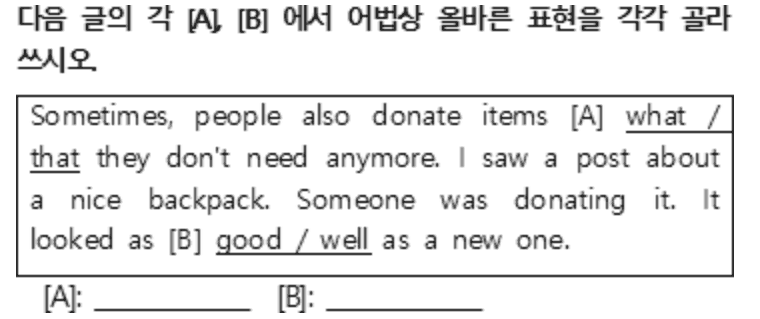 다음 글의 각 [A], [B] 에서 어법상 올바른 표현을 각각 골라
쓰시오.
Sometimes, people also donate items [A] what /
that they don't need anymore. I saw a post about
a nice backpack. Someone was donating it. It
looked as [B] good / well as a new one.
[A]: ____________ [B]: ____________